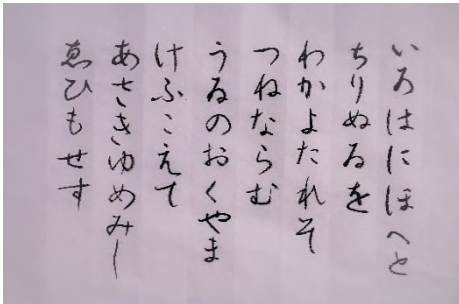 いろはにほへと
ちりぬるを
わかよたれそ
つねならむ
うゐのおくやま
けふこえて
あさきゆめみし
ゑひもせす